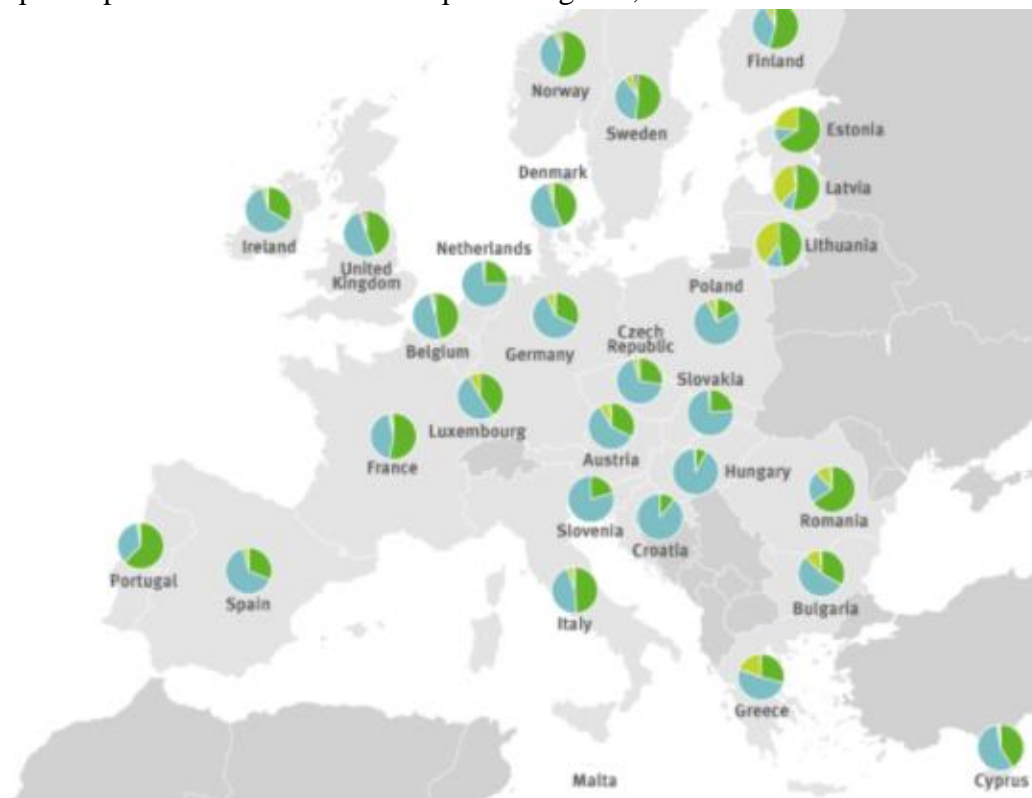 Finland
Norway
Sweden
Estonia
Denmark
Latvia
Ireland
United
Kingdom
Netherlands
Lithuania
Poland
Belgium
Germany
Czech
Republic
Slovakia
Luxembourg
France
Austria
Hungary
Slovenia
Croatia
Romania
Portugal
Spain
Italy
Bulgaria
Greece
Malta
Cyprus